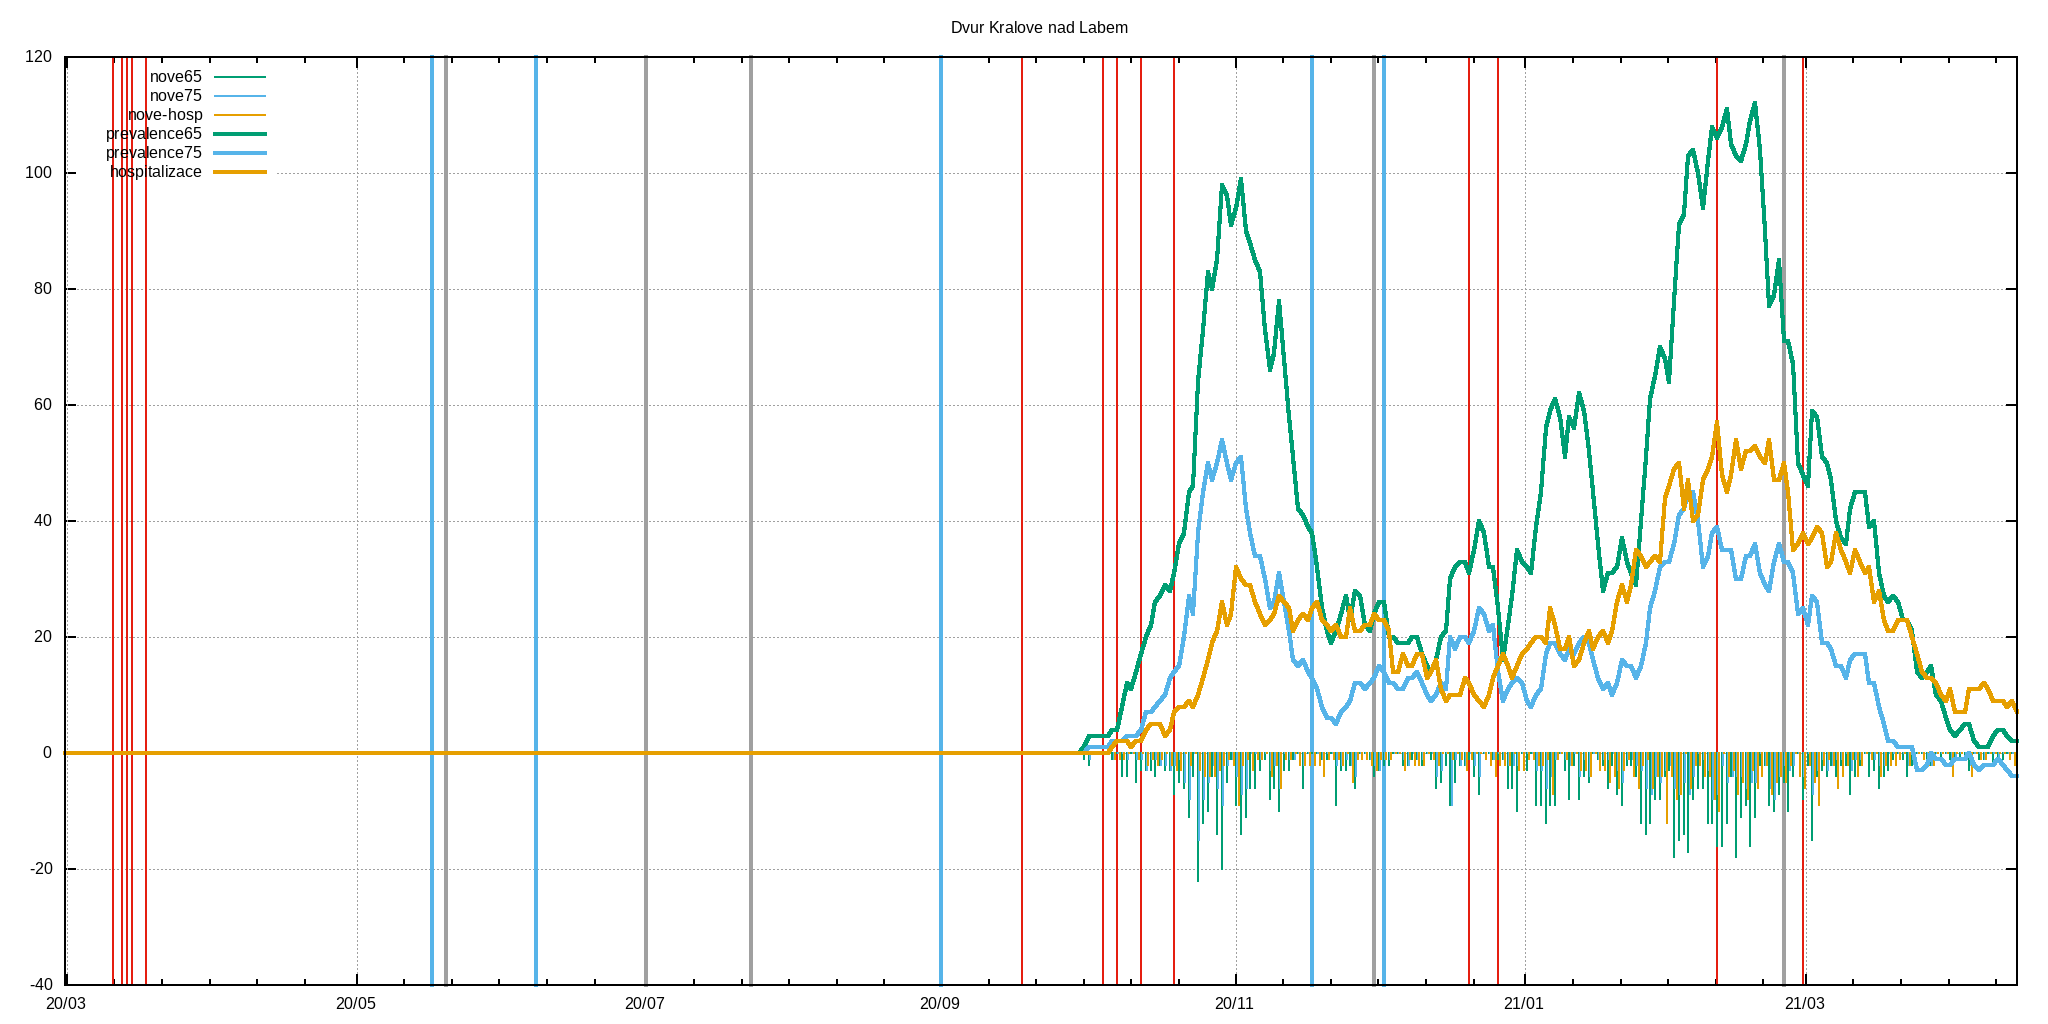 Dvur Kralove nad Labem
120
100
80
60
40
20
0
-20
-40
nove65
nove75
nove-hosp
prevalence65
prevalence75
hospitalizace
20/03 20/05 20/07 20/09 20/11 21/01 21/03